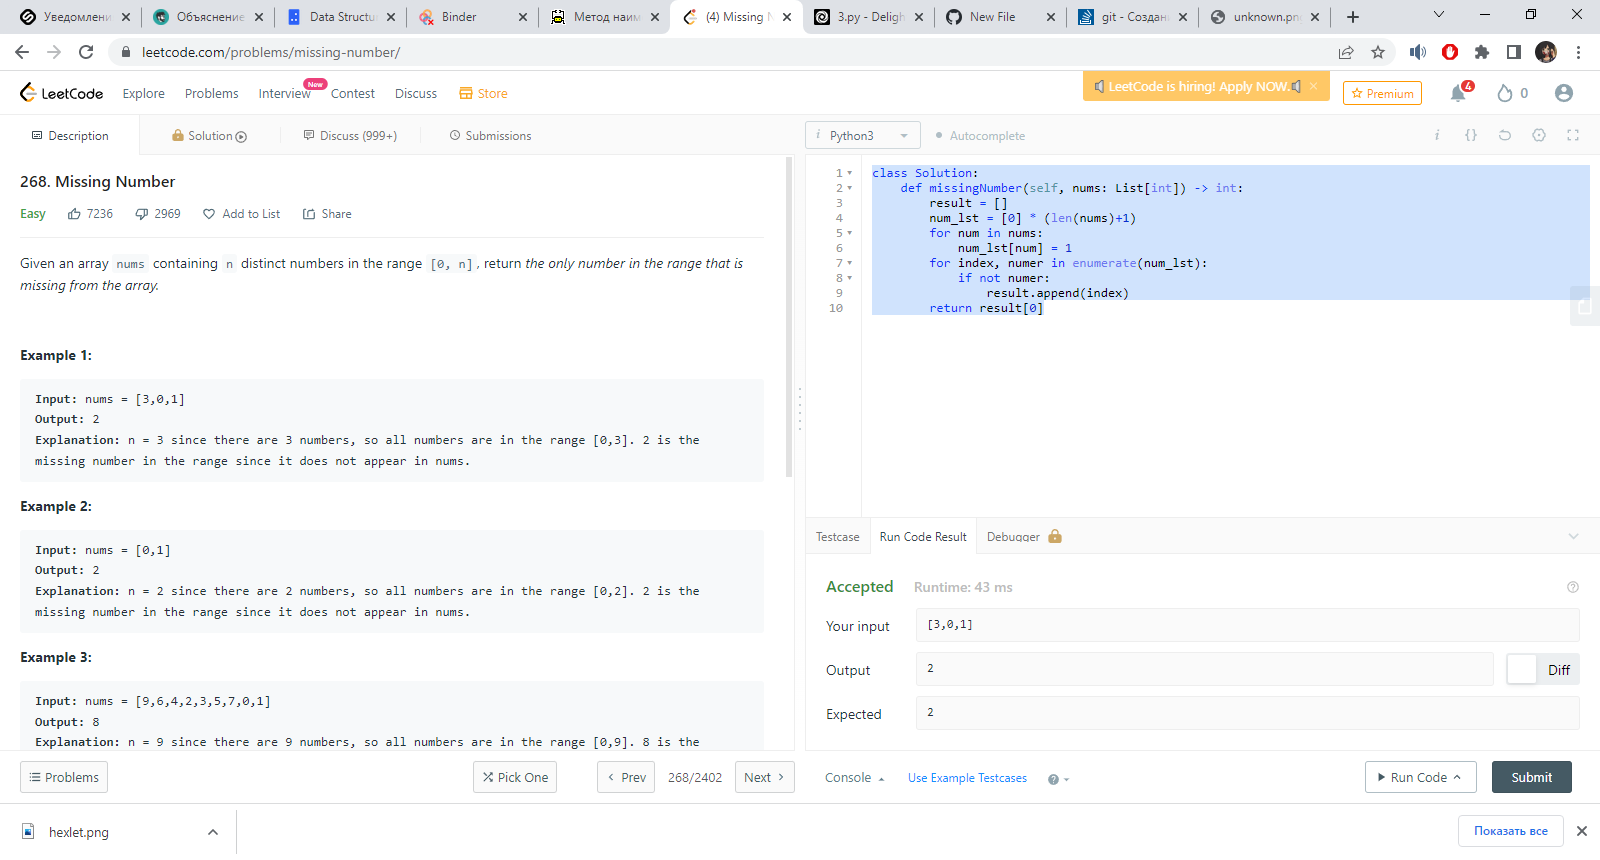 Уведомлени
Объяснение
Data Structu
Binder
Метод наим
(4) Missing N
3.py - Deligh
New File
git - Создан
unknown.pn
leetcode.com/problems/missing-number/
LeetCode
Explore
Problems
Interview
New
Contest
Discuss
Store
LeetCode is hiring! Apply NOW.
Premium
4
0
Description
Solution
Discuss (999+)
Submissions
i Python3
Autocomplete
i
{}
268. Missing Number
Easy
7236
2969
Add to List
Share
Given an array nums containing n distinct numbers in the range [0, n], return the only number in the range that is
missing from the array.
Example 1:
Input: nums = [3,0,1]
Output: 2
Explanation: n = 3 since there are 3 numbers, so all numbers are in the range [0,3]. 2 is the
missing number in the range since it does not appear in nums.
Example 2:
Input: nums = [0,1]
Output: 2
Explanation: n = 2 since there are 2 numbers, so all numbers are in the range [0,2]. 2 is the
missing number in the range since it does not appear in nums.
Example 3:
Input: nums = [9,6,4,2,3,5,7,0,1]
Output: 8
Explanation: n = 9 since there are 9 numbers, so all numbers are in the range [0,9]. 8 is the
1 class Solution:
2 def missingNumber(self, nums: List[int]) -> int:
3 result = []
4 num_lst = [0] * (len(nums)+1)
5 for num in nums:
6 num_lst[num] = 1
7 for index, numer in enumerate(num_lst):
8 if not numer:
9 result.append(index)
10 return result[0]
Testcase
Run Code Result
Debugger
Accepted
Runtime: 43 ms
Your input
[3,0,1]
Output
2
Diff
Expected
2
Problems
Pick One
Prev
268/2402
Next
Console
Use Example Testcases
Run Code
Submit
hexlet.png
Показать все